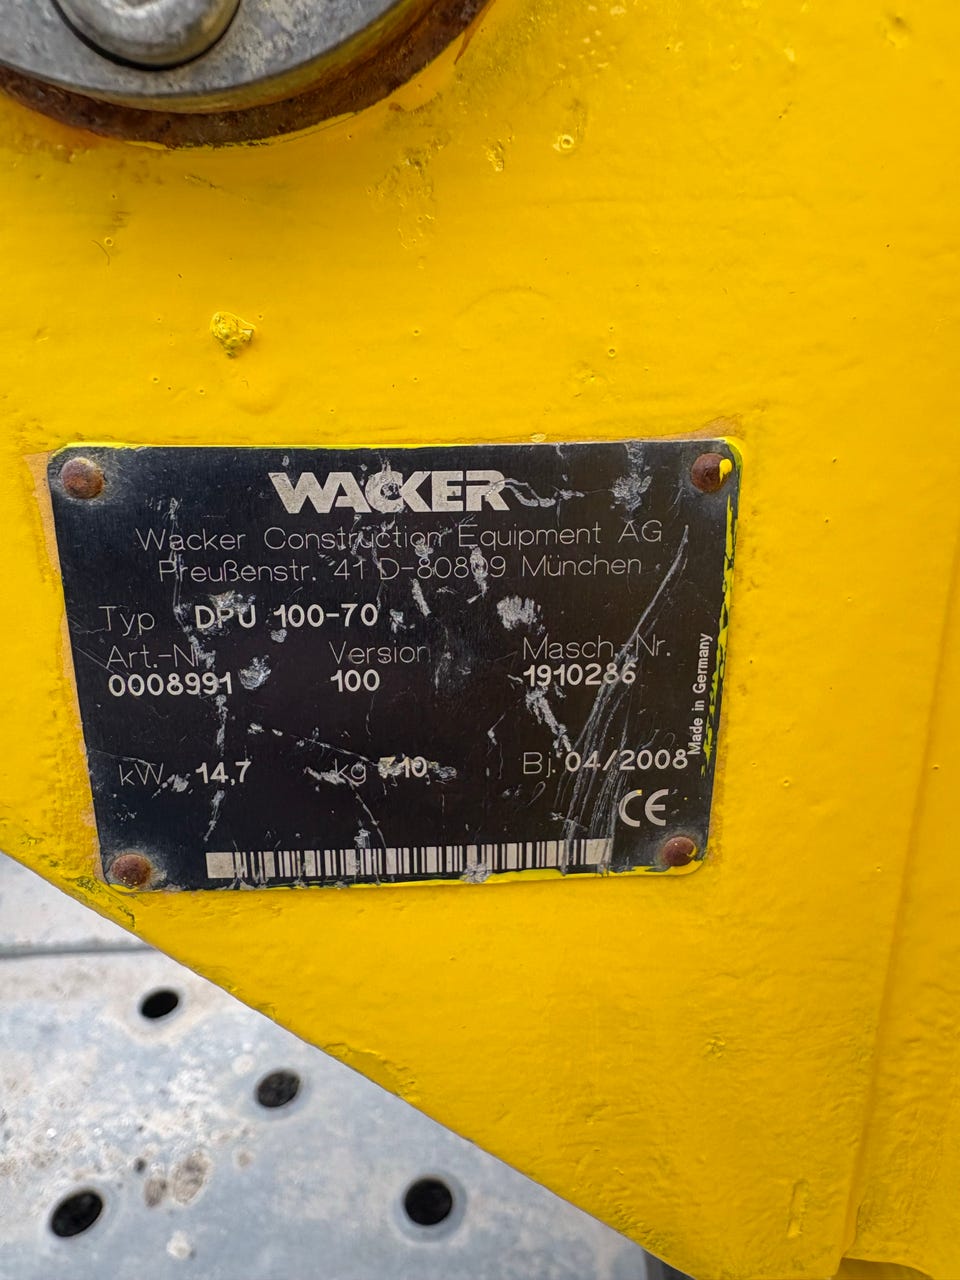 WACKER
Wacker Construction Equipment AG
Preußenstr. 41 D-80809 München
Typ DPU 100-70
Art.-Nr. Version Masch.-Nr.
0008991 100 1910286
kW 14,7 kg 710 Bj. 04/2008
CE
Made in Germany